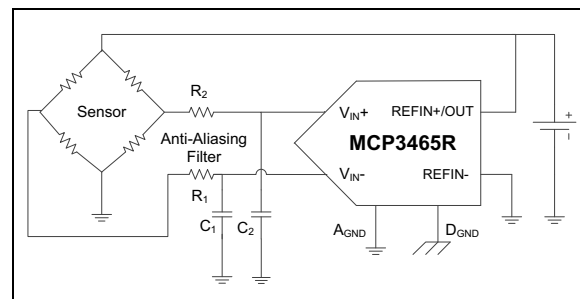 Sensor
R2
Anti-Aliasing
Filter
R1
C1
C2
VIN+
REFIN+/OUT
MCP3465R
VIN-
REFIN-
AGND
DGND
+
−